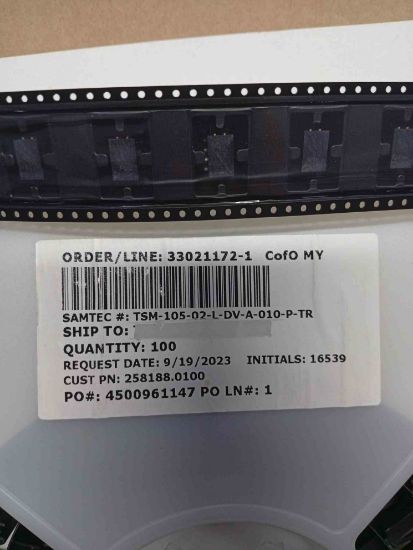 ORDER/LINE: 33021172-1 CofO MY
SAMTEC #: TSM-105-02-L-DV-A-010-P-TR
SHIP TO:
QUANTITY: 100
REQUEST DATE: 9/19/2023 INITIALS: 16539
CUST PN: 258188.0100
PO#: 4500961147 PO LN#: 1